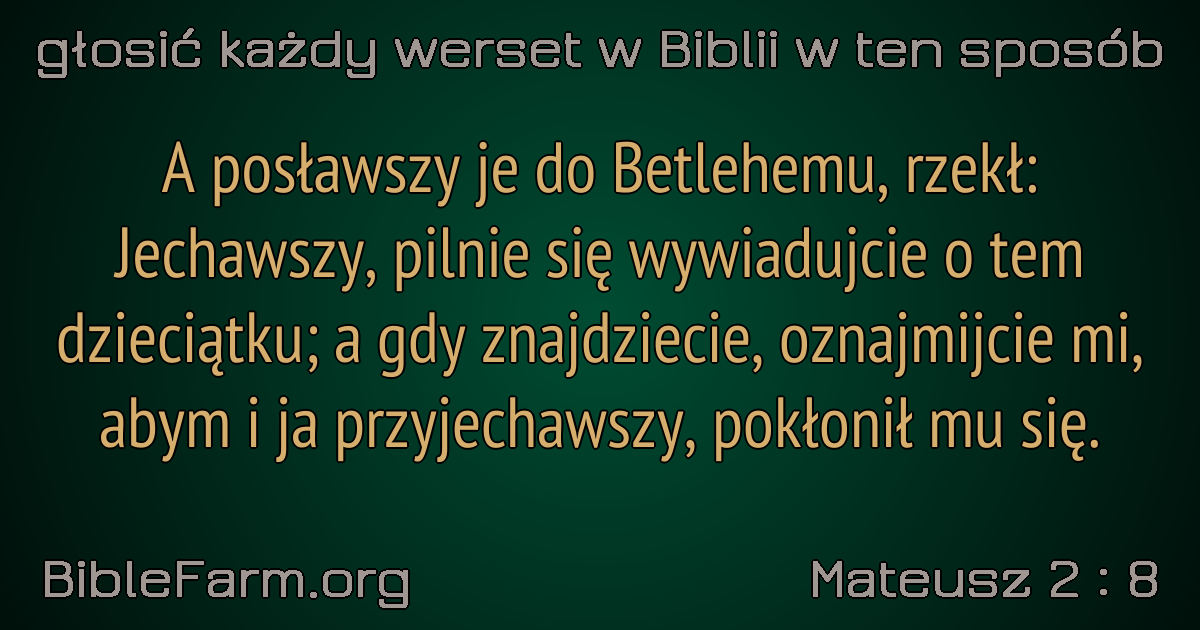 głosić każdy werset w Biblii w ten sposób
A posławszy je do Betlehemu, rzekł:
Jechawszy, pilnie się wywiadujcie o tem
dzieciątku; a gdy znajdziecie, oznajmijcie mi,
abym i ja przyjechawszy, pokłonił mu się.
BibleFarm.org
Mateusz 2 : 8